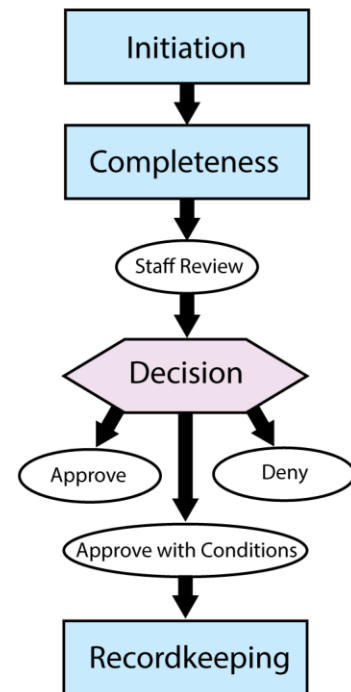 Initiation
Completeness
Staff Review
Decision
Approve
Deny
Approve with Conditions
Recordkeeping